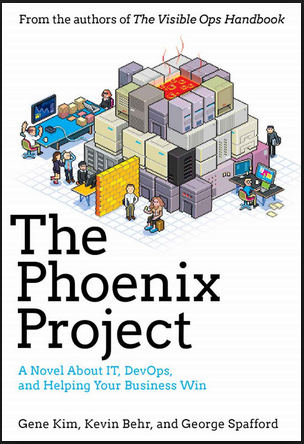 From the authors of The Visible Ops Handbook
The
Phoenix
Project
A Novel About IT, DevOps,
and Helping Your Business Win
Gene Kim, Kevin Behr, and George Spafford